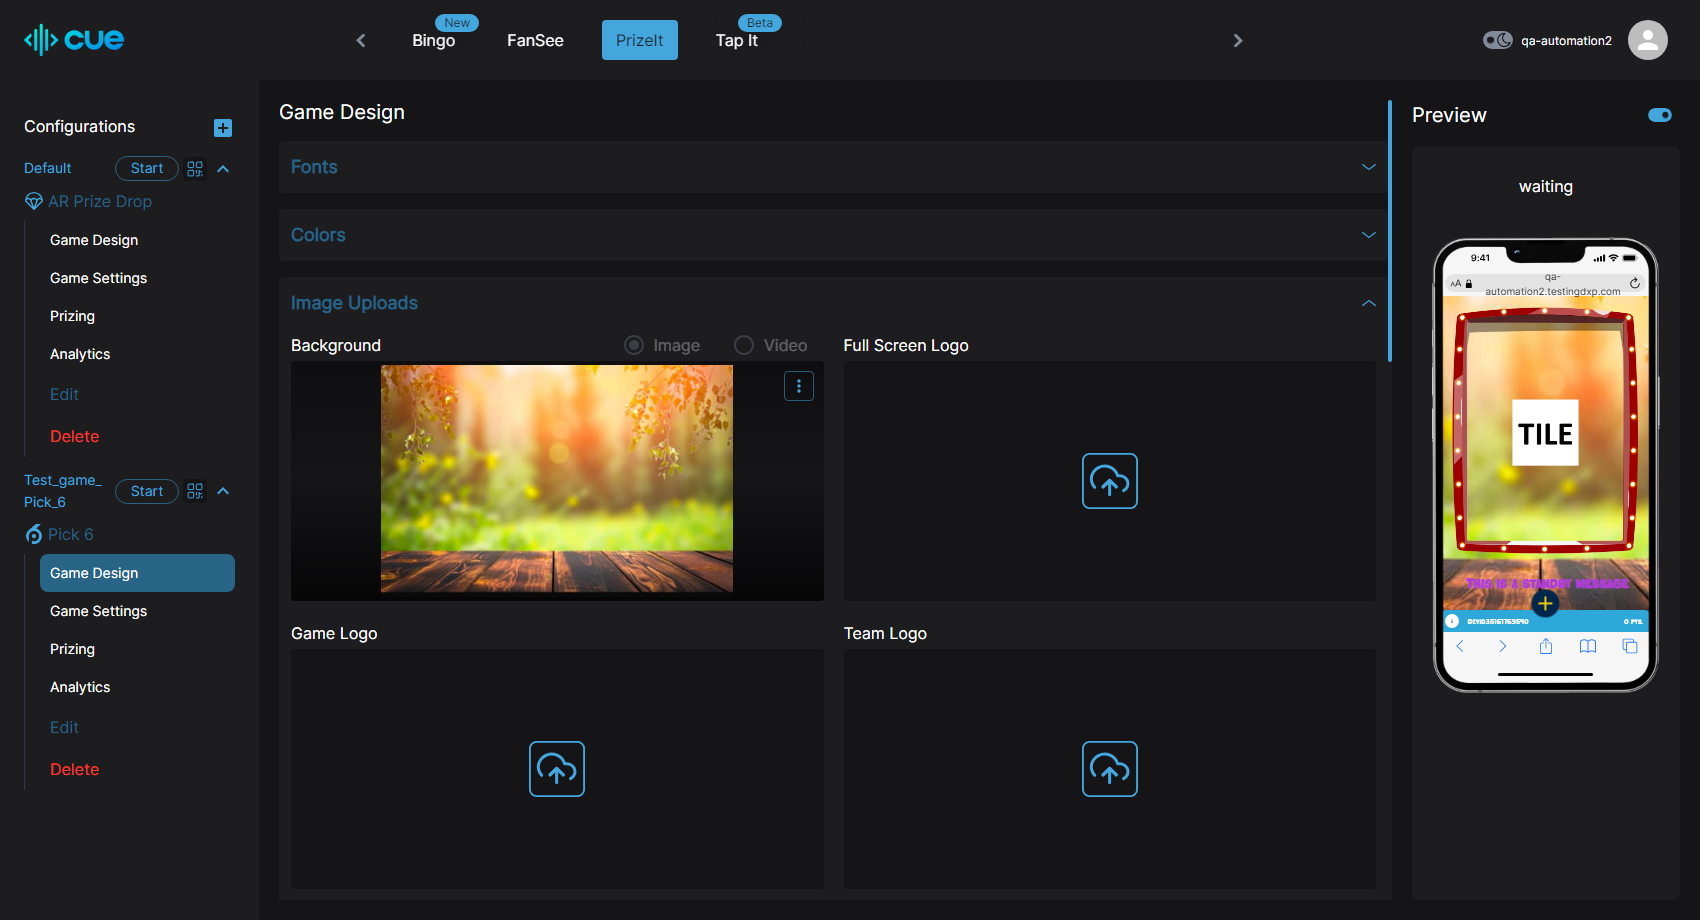 cue
New
Bingo
FanSee
PrizeIt
Beta
Tap It
qa-automation2
Configurations
Default
Start
AR Prize Drop
Game Design
Game Settings
Prizing
Analytics
Edit
Delete
Test_game_
Pick_6
Start
Pick 6
Game Design
Game Settings
Prizing
Analytics
Edit
Delete
Game Design
Fonts
Colors
Image Uploads
Background
Image
Video
Full Screen Logo
Game Logo
Team Logo
Preview
waiting
9:41
AA
qa-
automation2.testingdxp.com
TILE
This is a standby message
0 PTS.